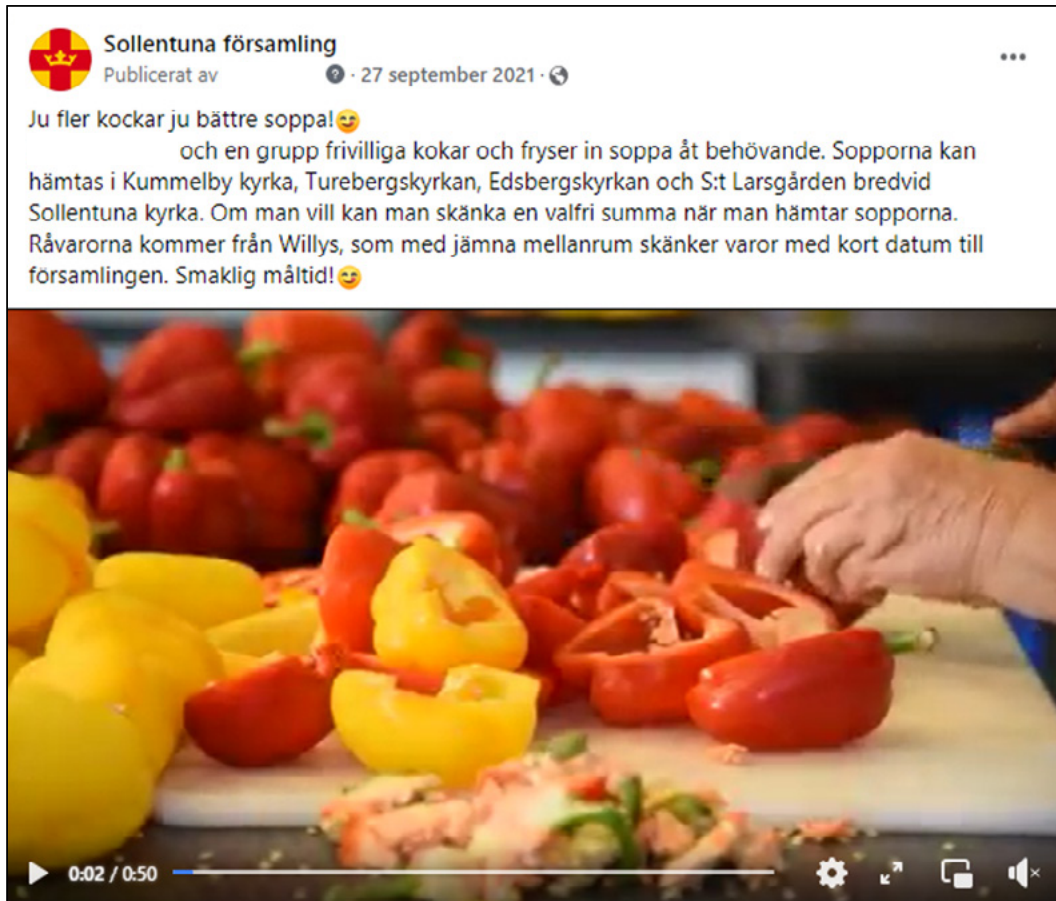 Sollentuna församling
Publicerat av · 27 september 2021 ·
Ju fler kockar ju bättre soppa!😋
och en grupp frivilliga kokar och fryser in soppa åt behövande. Sopporna kan
hämtas i Kummelby kyrka, Turebergskyrkan, Edsbergskyrkan och S:t Larsgården bredvid
Sollentuna kyrka. Om man vill kan man skänka en valfri summa när man hämtar sopporna.
Råvarorna kommer från Willys, som med jämna mellanrum skänker varor med kort datum till
församlingen. Smaklig måltid!😋
0:02 / 0:50